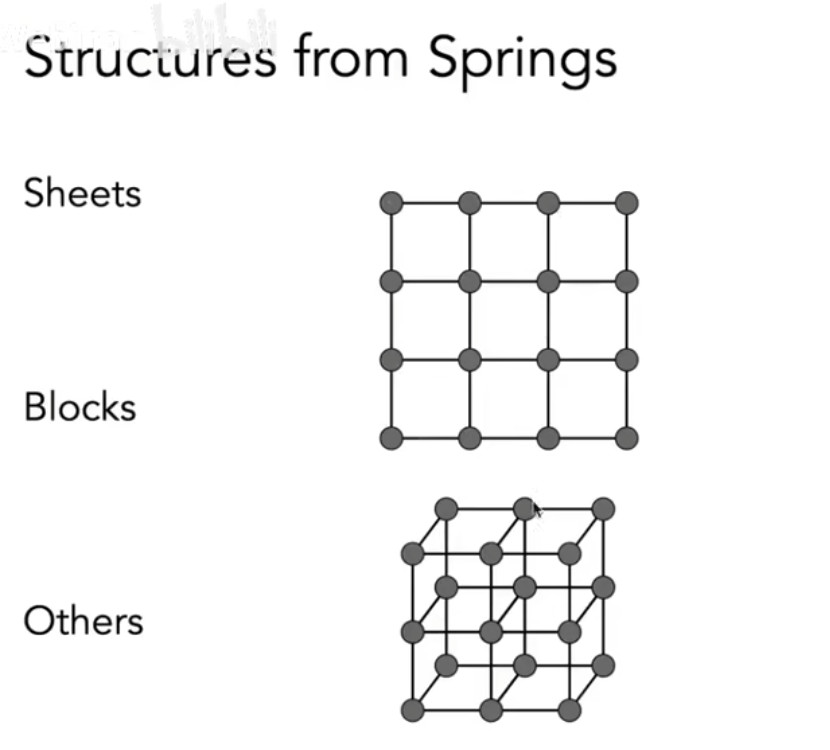 Structures from Springs
Sheets
Blocks
Others